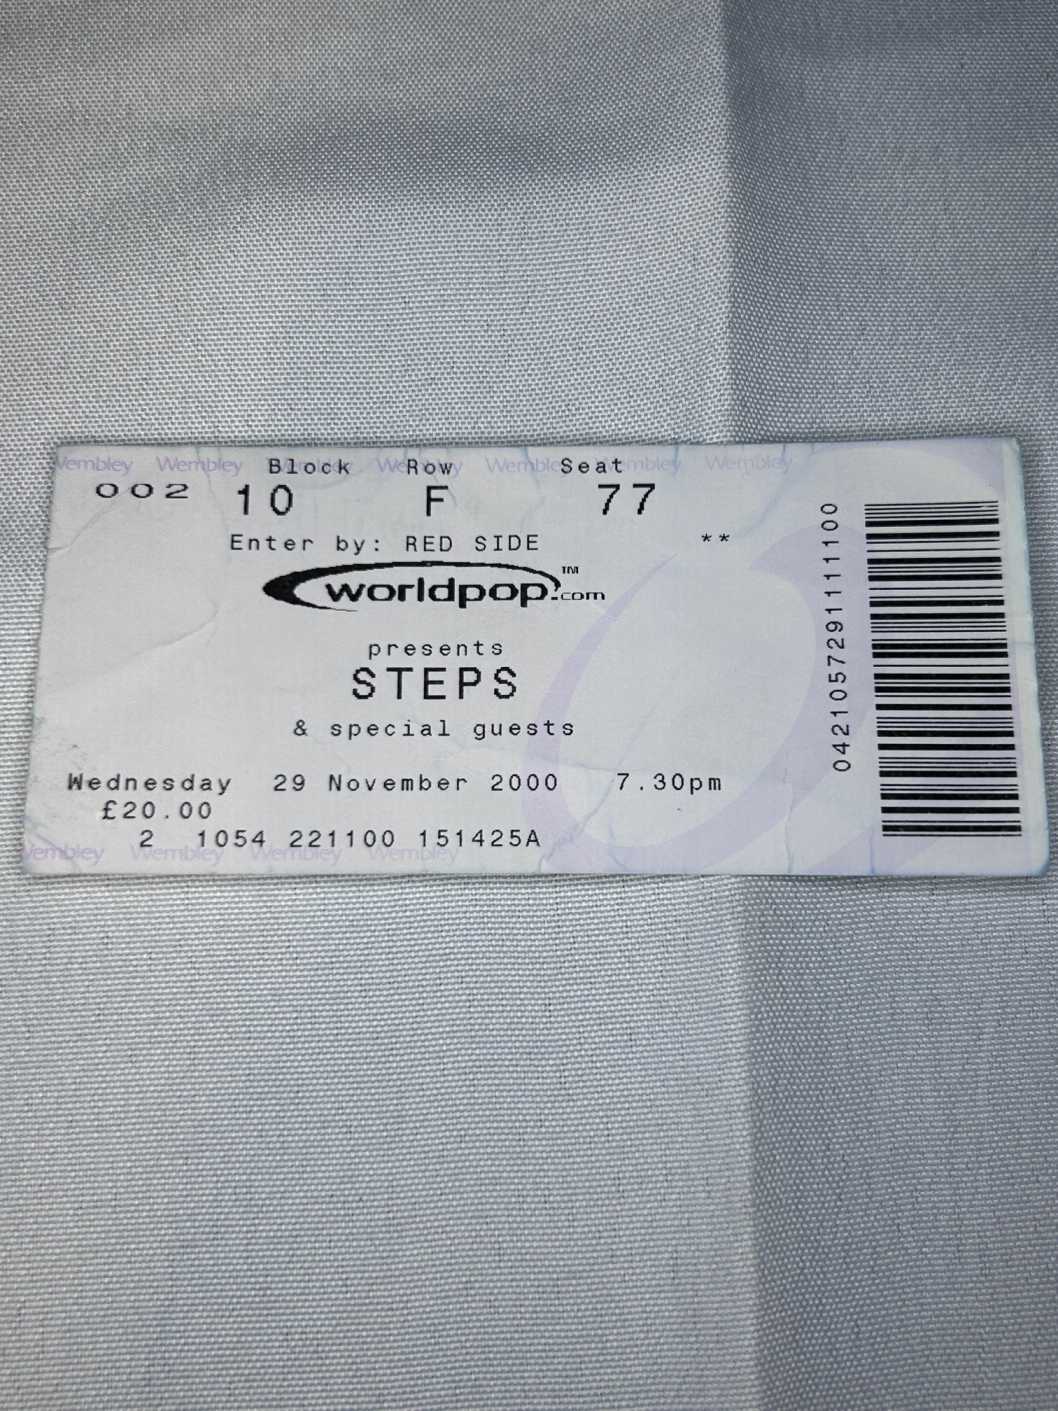 Wembley Wembley Wembley Wembley Wembley Wembley Wembley
Block Row Seat
002 10 F 77
Enter by: RED SIDE **
worldpop.com™
presents
STEPS
& special guests
Wednesday 29 November 2000 7.30pm
£20.00
2 1054 221100 151425A
Wembley Wembley Wembley Wembley
04210572911111100